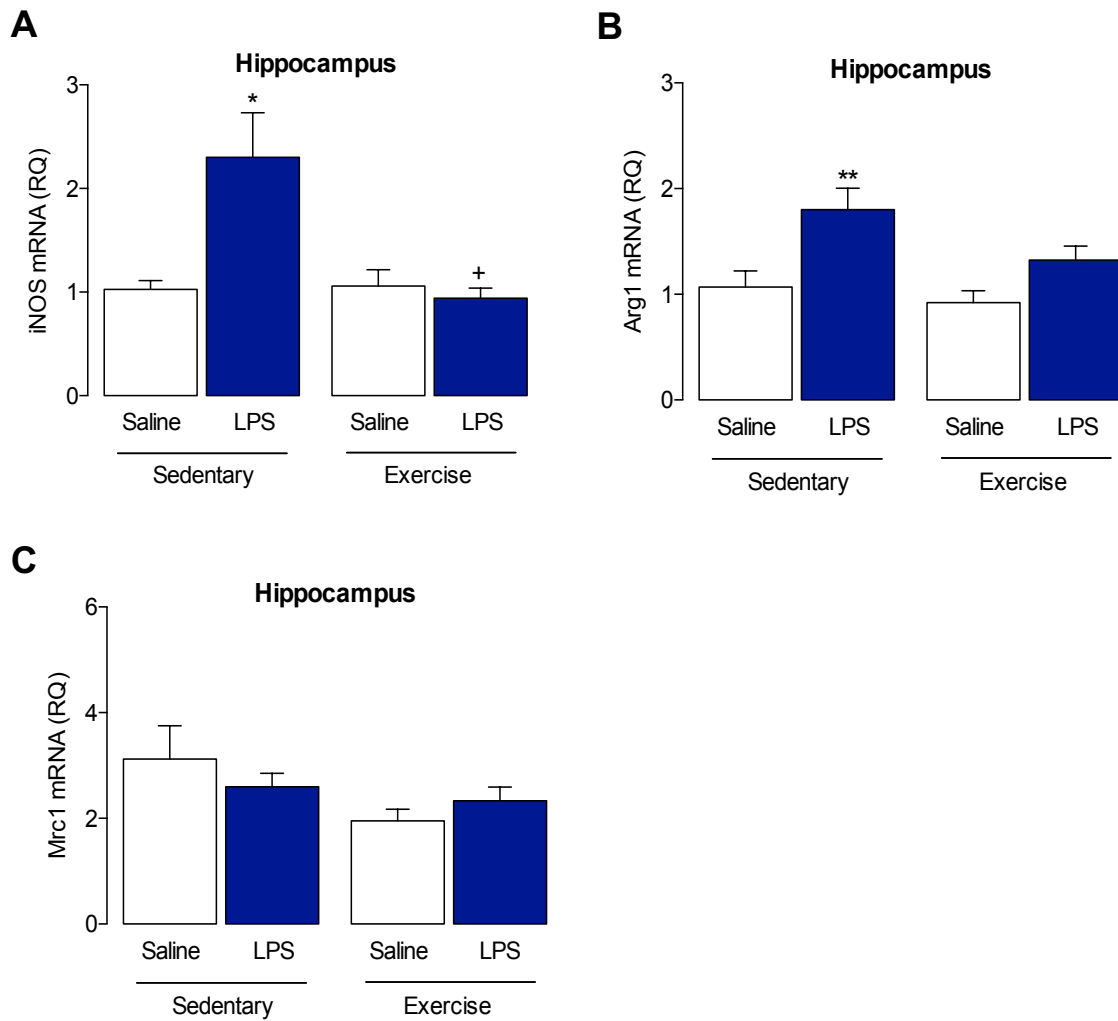 A
Hippocampus
iNOS mRNA (RQ)
3
2
1
0
*
+
Saline LPS Saline LPS
Sedentary Exercise
B
Hippocampus
Arg1 mRNA (RQ)
3
2
1
0
**
Saline LPS Saline LPS
Sedentary Exercise
C
Hippocampus
Mrc1 mRNA (RQ)
6
4
2
0
Saline LPS Saline LPS
Sedentary Exercise